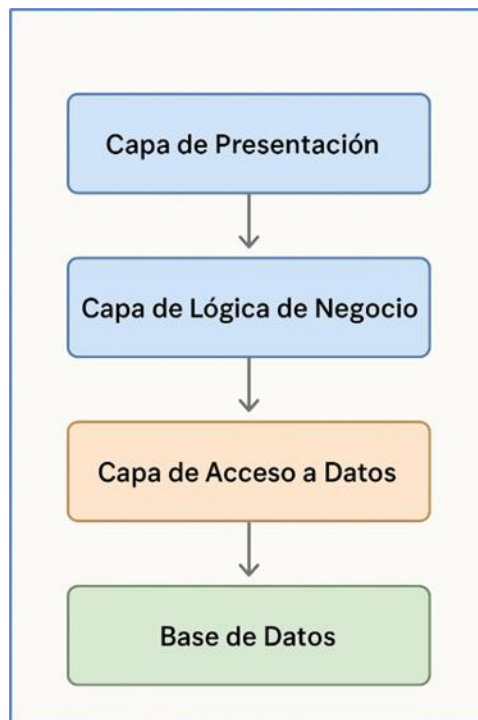 Capa de Presentación
Capa de Lógica de Negocio
Capa de Acceso a Datos
Base de Datos